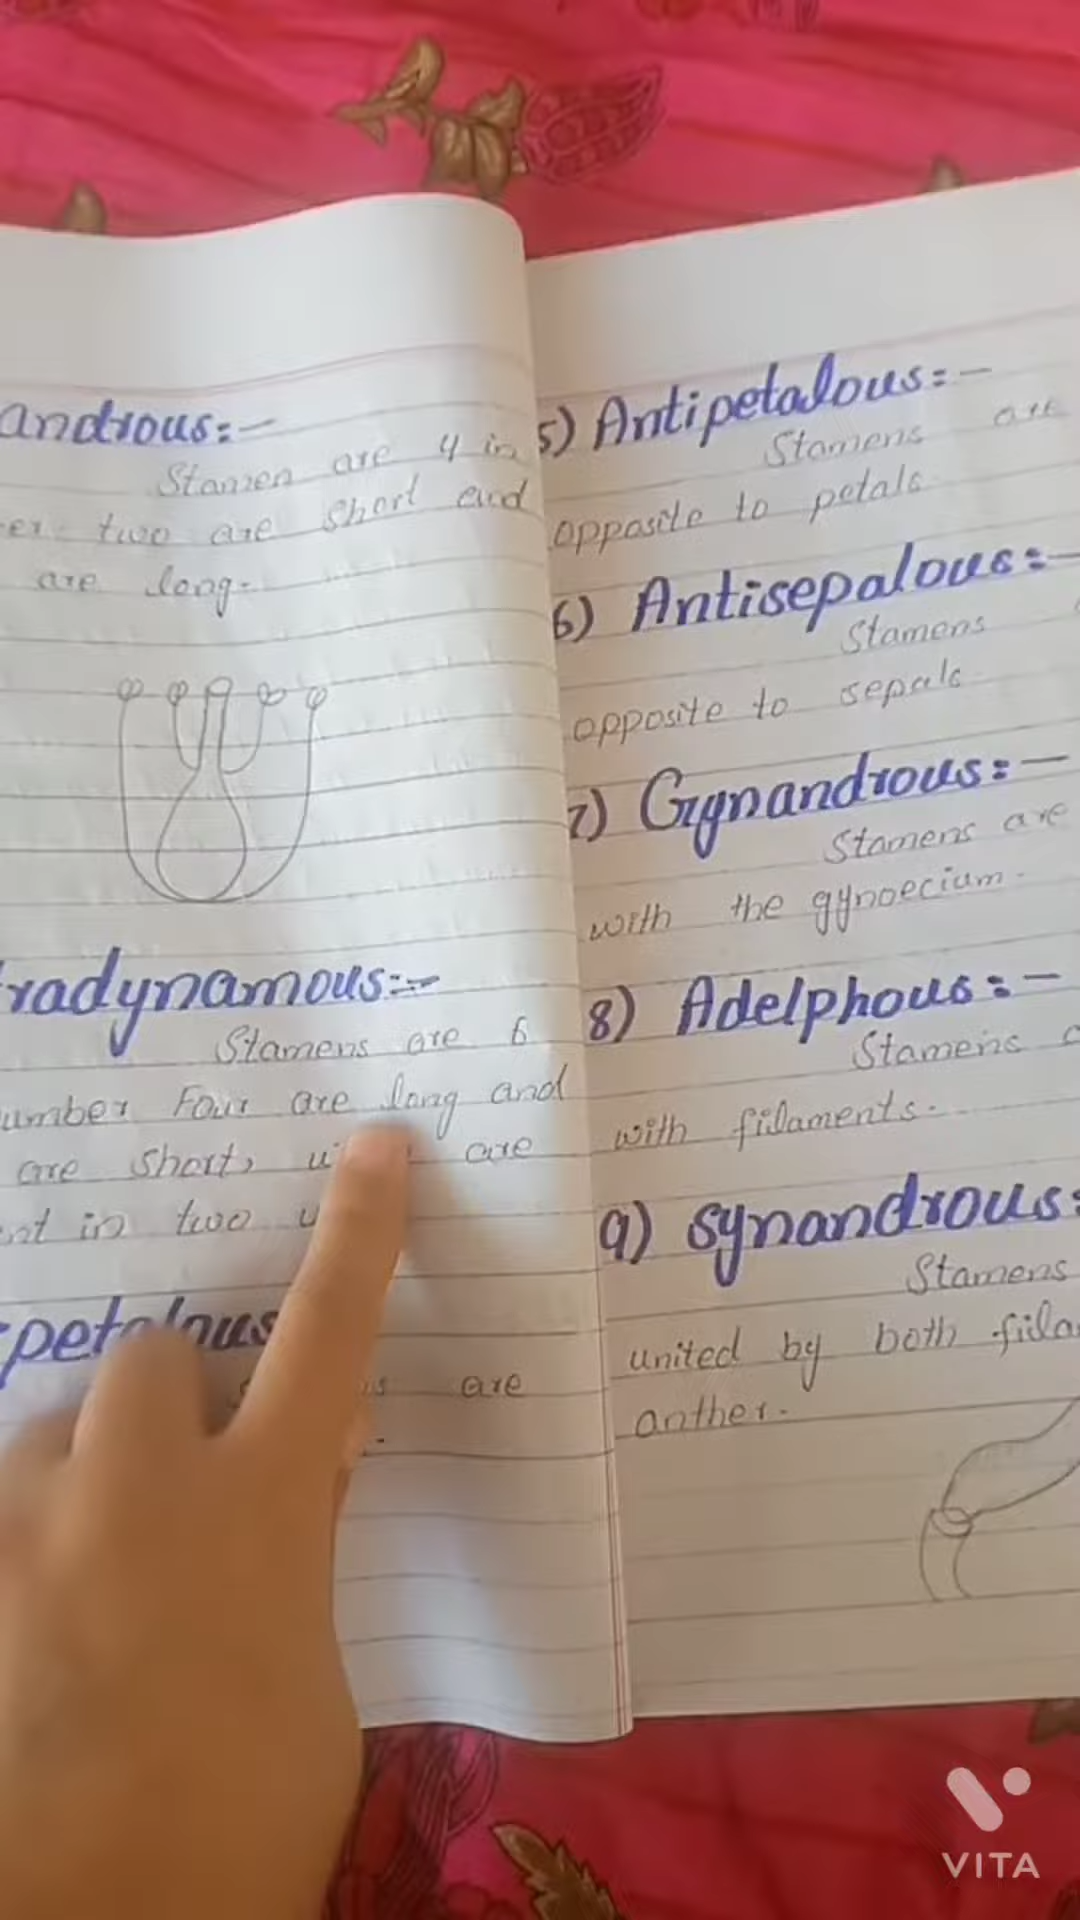 androus:-
Stamen are 4 in
er two are short and
are long.
radynamous:-
Stamens are 6
umber Four are long and
are short, are
nt in two
petalous
are
5) Antipetalous:-
Stamens are
opposite to petals
6) Antisepalous:-
Stamens
opposite to sepals
7) Gynandrous:-
Stamens are
with the gynoecium.
8) Adelphous:-
Stamens
with filaments.
9) synandrous:
Stamens
united by both fila
anther.
VITA